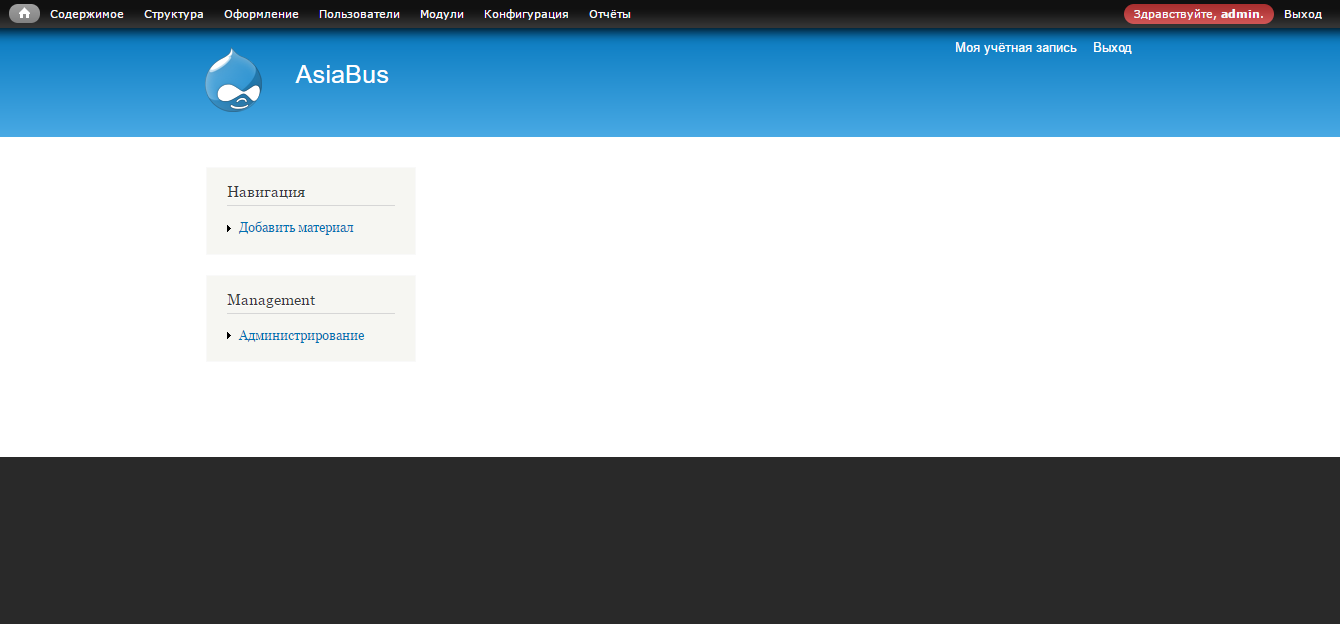 Содержимое Структура Оформление Пользователи Модули Конфигурация Отчёты Здравствуйте, admin. Выход
Моя учётная запись Выход
AsiaBus
Навигация
Добавить материал
Management
Администрирование